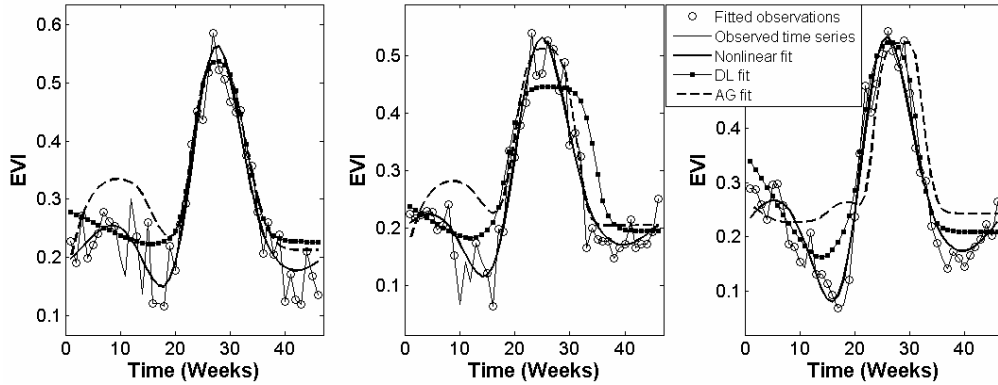 0.6
0.5
0.4
0.3
0.2
0.1
EVI
0 10 20 30 40
Time (Weeks)
0.5
0.4
0.3
0.2
0.1
EVI
0 10 20 30 40
Time (Weeks)
Fitted observations
Observed time series
Nonlinear fit
DL fit
AG fit
0.4
0.3
0.2
0.1
EVI
0 10 20 30 40
Time (Weeks)